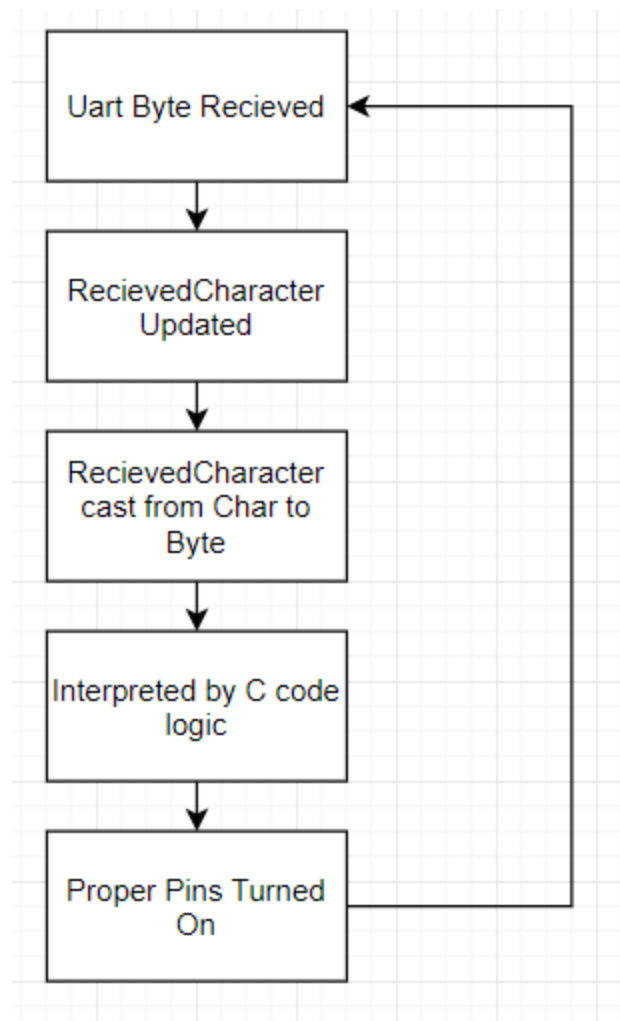 Uart Byte Recieved
RecievedCharacter
Updated
RecievedCharacter
cast from Char to
Byte
Interpreted by C code
logic
Proper Pins Turned
On